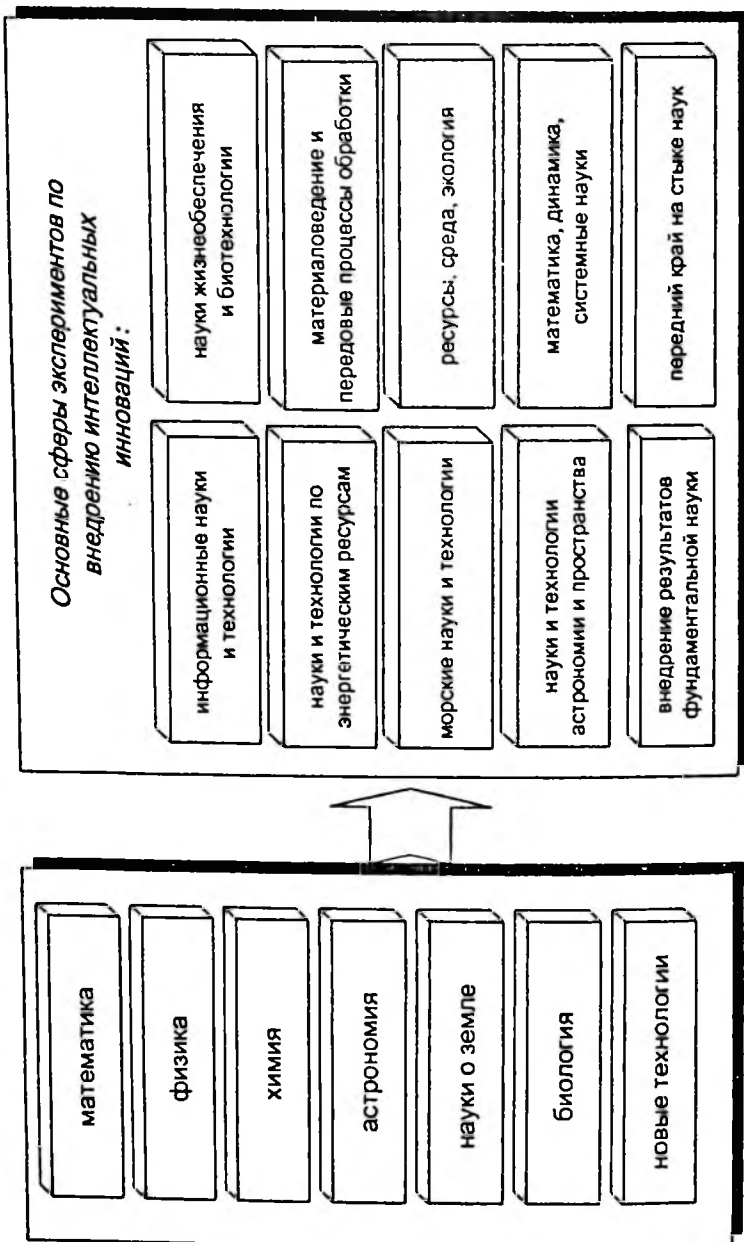 математика
физика
химия
астрономия
науки о земле
биология
новые технологии
Основные сферы экспериментов по
внедрению интеллектуальных
инноваций:
информационные науки
и технологии
науки жизнеобеспечения
и биотехнологии
науки и технологии по
энергетическим ресурсам
материаловедение и
передовые процессы обработки
морские науки и технологии
ресурсы, среда, экология
науки и технологии
астрономии и пространства
математика, динамика,
системные науки
внедрение результатов
фундаментальной науки
передний край на стыке наук